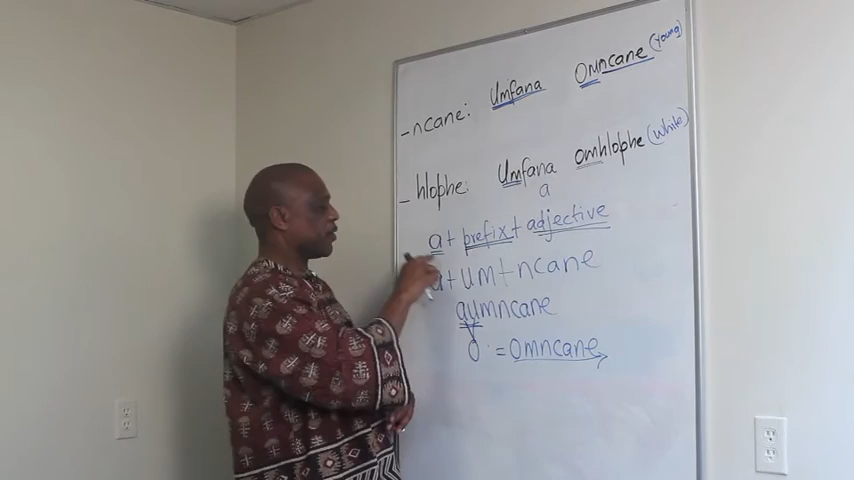 -ncane: Umfana Omncane (young)
-hlophe: Umfana omhlophe (white)
a
a + prefix + adjective
a + um + ncane
aumncane
o = omncane